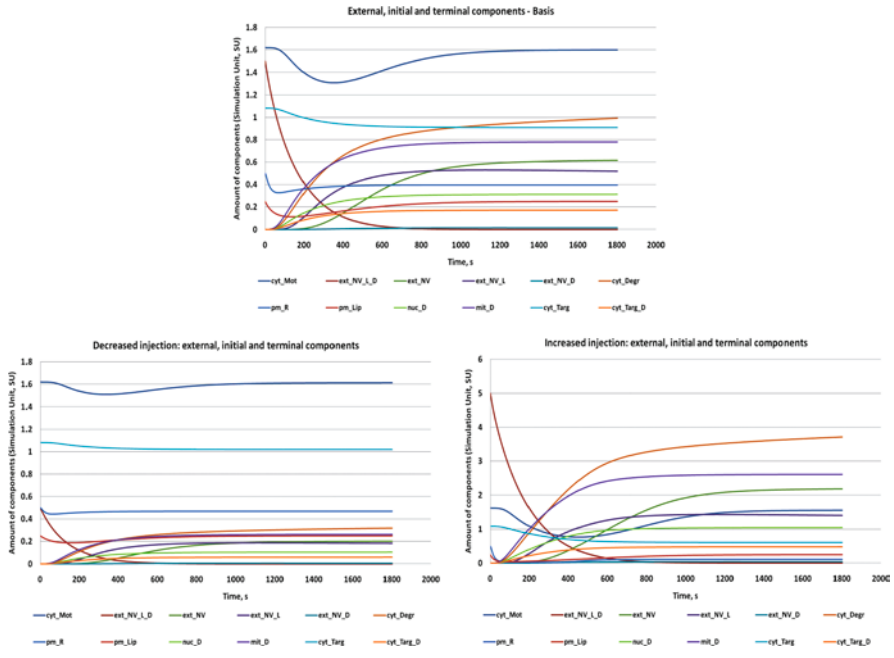 External, initial and terminal components - Basis
Amount of components (Simulation Unit, SU)
1.8
1.6
1.4
1.2
1
0.8
0.6
0.4
0.2
0
0 200 400 600 800 1000 1200 1400 1600 1800 2000
Time, s
cyt_Mot ext_NV_L_D ext_NV ext_NV_L ext_NV_D cyt_Degr
pm_R pm_Lip nuc_D mit_D cyt_Targ cyt_Targ_D
Decreased injection: external, initial and terminal components
Amount of components (Simulation Unit, SU)
1.8
1.6
1.4
1.2
1
0.8
0.6
0.4
0.2
0
0 200 400 600 800 1000 1200 1400 1600 1800 2000
Time, s
cyt_Mot ext_NV_L_D ext_NV ext_NV_L ext_NV_D cyt_Degr
pm_R pm_Lip nuc_D mit_D cyt_Targ cyt_Targ_D
Increased injection: external, initial and terminal components
Amount of components (Simulation Unit, SU)
6
5
4
3
2
1
0
0 200 400 600 800 1000 1200 1400 1600 1800 2000
Time, s
cyt_Mot ext_NV_L_D ext_NV ext_NV_L ext_NV_D cyt_Degr
pm_R pm_Lip nuc_D mit_D cyt_Targ cyt_Targ_D